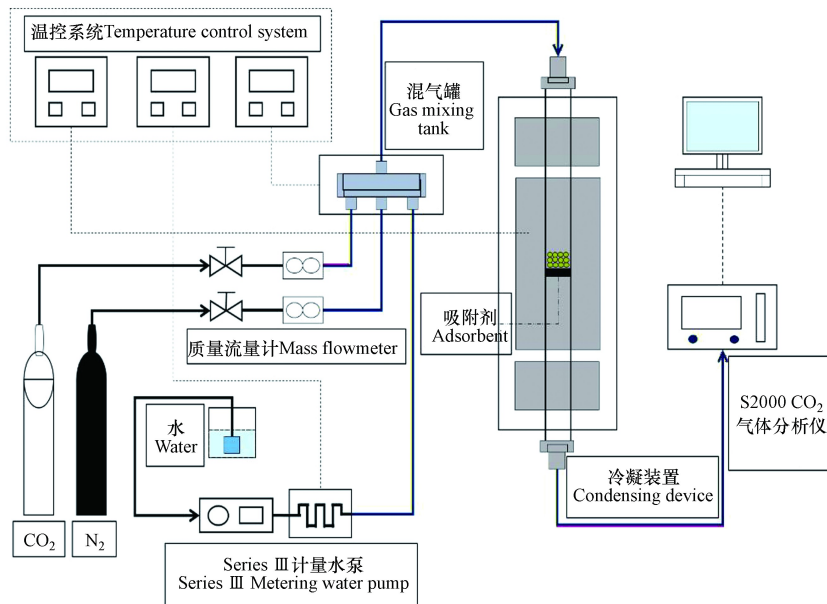 温控系统Temperature control system
混气罐
Gas mixing
tank
吸附剂
Adsorbent
质量流量计Mass flowmeter
S2000 CO₂
气体分析仪
水
Water
冷凝装置
Condensing device
CO₂
N₂
Series Ⅲ计量水泵
Series Ⅲ Metering water pump